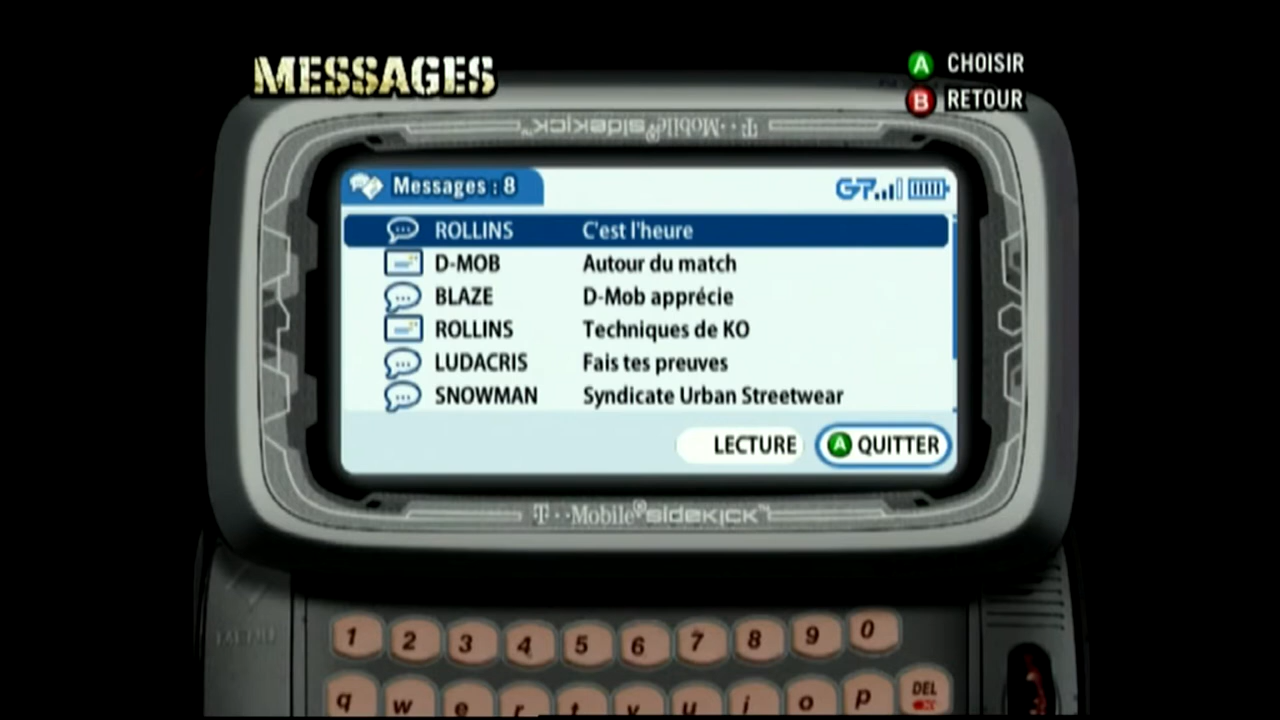 MESSAGES
A CHOISIR
B RETOUR
T··Mobile® sidekick™
Messages : 8
ROLLINS C'est l'heure
D-MOB Autour du match
BLAZE D-Mob apprécie
ROLLINS Techniques de KO
LUDACRIS Fais tes preuves
SNOWMAN Syndicate Urban Streetwear
LECTURE A QUITTER
T··Mobile® sidekick™
1 2 3 4 5 6 7 8 9 0
q w e r t y u i o p DEL